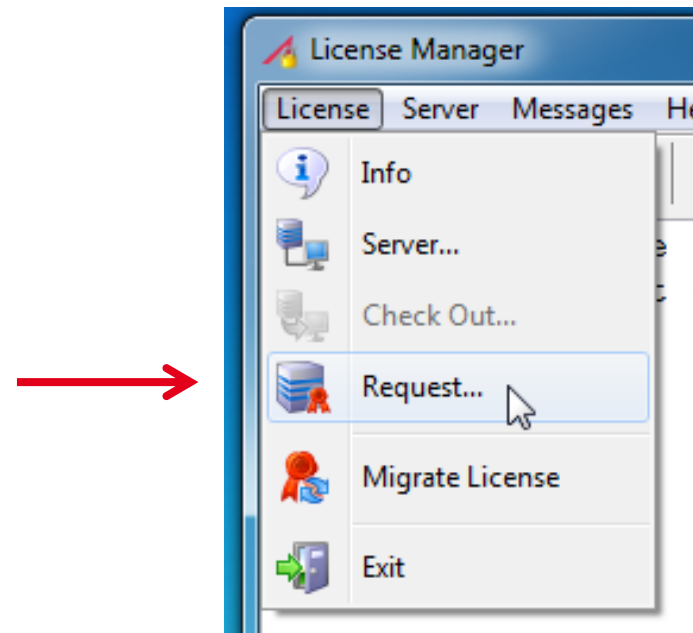 License Manager
License Server Messages He
Info
Server...
e
Check Out...
t
Request...
Migrate License
Exit